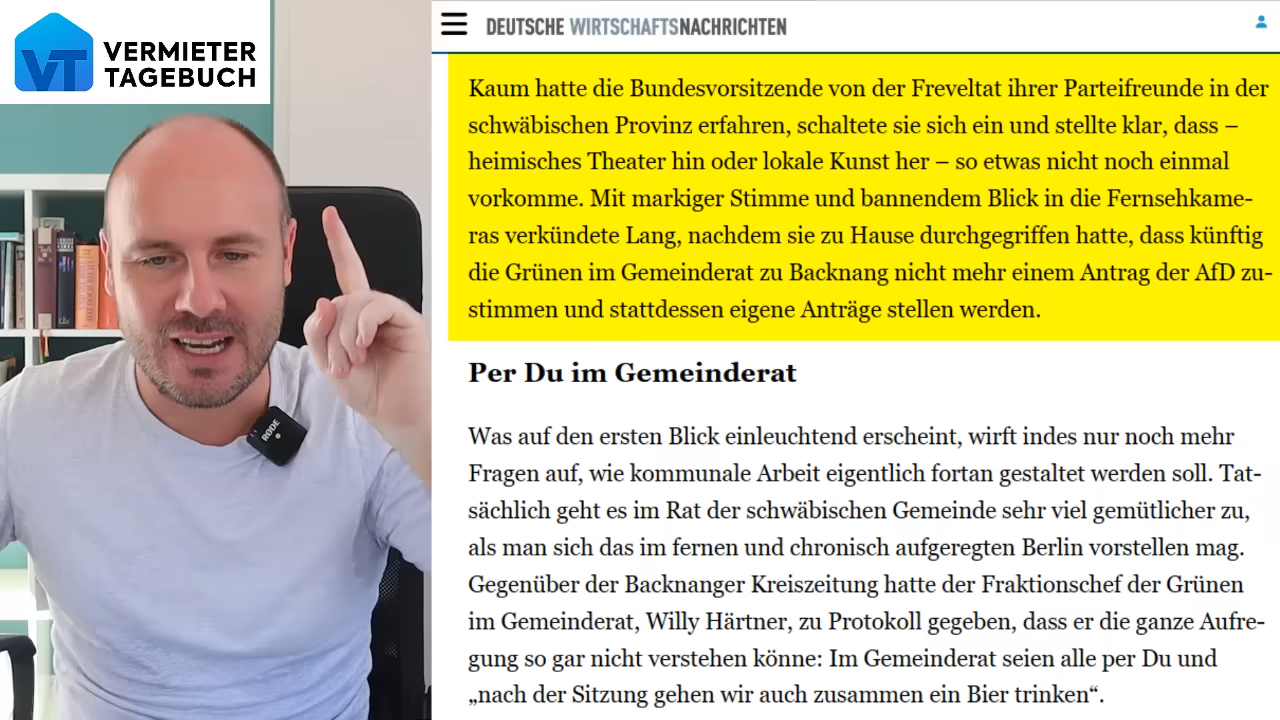 VT VERMIETER
TAGEBUCH
DEUTSCHE WIRTSCHAFTSNACHRICHTEN
Kaum hatte die Bundesvorsitzende von der Freveltat ihrer Parteifreunde in der
schwäbischen Provinz erfahren, schaltete sie sich ein und stellte klar, dass –
heimisches Theater hin oder lokale Kunst her – so etwas nicht noch einmal
vorkomme. Mit markiger Stimme und bannendem Blick in die Fernsehkame-
ras verkündete Lang, nachdem sie zu Hause durchgegriffen hatte, dass künftig
die Grünen im Gemeinderat zu Backnang nicht mehr einem Antrag der AfD zu-
stimmen und stattdessen eigene Anträge stellen werden.
Per Du im Gemeinderat
Was auf den ersten Blick einleuchtend erscheint, wirft indes nur noch mehr
Fragen auf, wie kommunale Arbeit eigentlich fortan gestaltet werden soll. Tat-
sächlich geht es im Rat der schwäbischen Gemeinde sehr viel gemütlicher zu,
als man sich das im fernen und chronisch aufgeregten Berlin vorstellen mag.
Gegenüber der Backnanger Kreiszeitung hatte der Fraktionschef der Grünen
im Gemeinderat, Willy Härtner, zu Protokoll gegeben, dass er die ganze Aufre-
gung so gar nicht verstehen könne: Im Gemeinderat seien alle per Du und
„nach der Sitzung gehen wir auch zusammen ein Bier trinken“.
RØDE